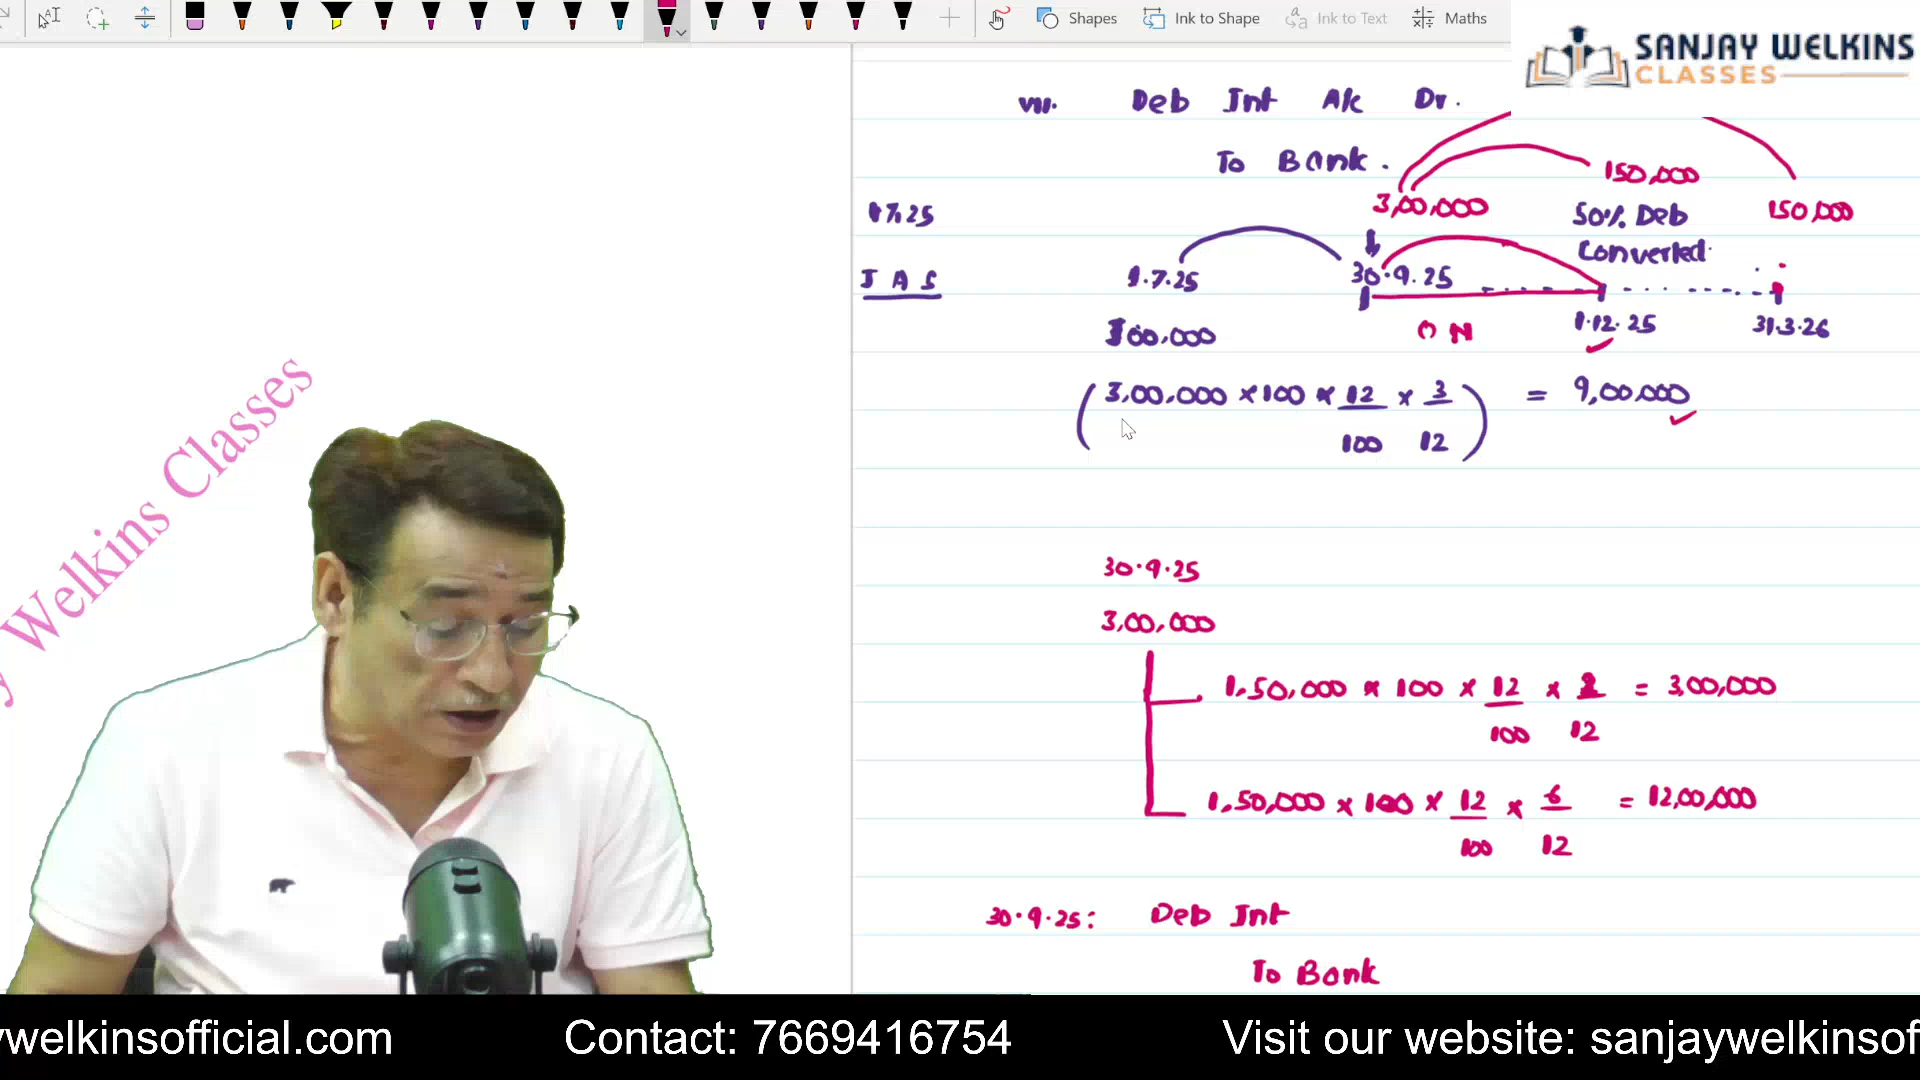 Shapes Ink to Shape Ink to Text Maths
SANJAY WELKINS
CLASSES
VII. Deb Int A/c Dr.
To Bank.
150,000
1.7.25
3,00,000
50% Deb
150,000
Converted
J A S
1.7.25
30.9.25
300,000
O N
1.12.25
31.3.26
( 3,00,000 × 100 × 12/100 × 3/12 ) = 9,00,000
30.9.25
3,00,000
1,50,000 × 100 × 12/100 × 2/12 = 3,00,000
1,50,000 × 100 × 12/100 × 6/12 = 12,00,000
30.9.25: Deb Int
To Bank
Welkins Classes
ywelkinsofficial.com Contact: 7669416754 Visit our website: sanjaywelkinsof